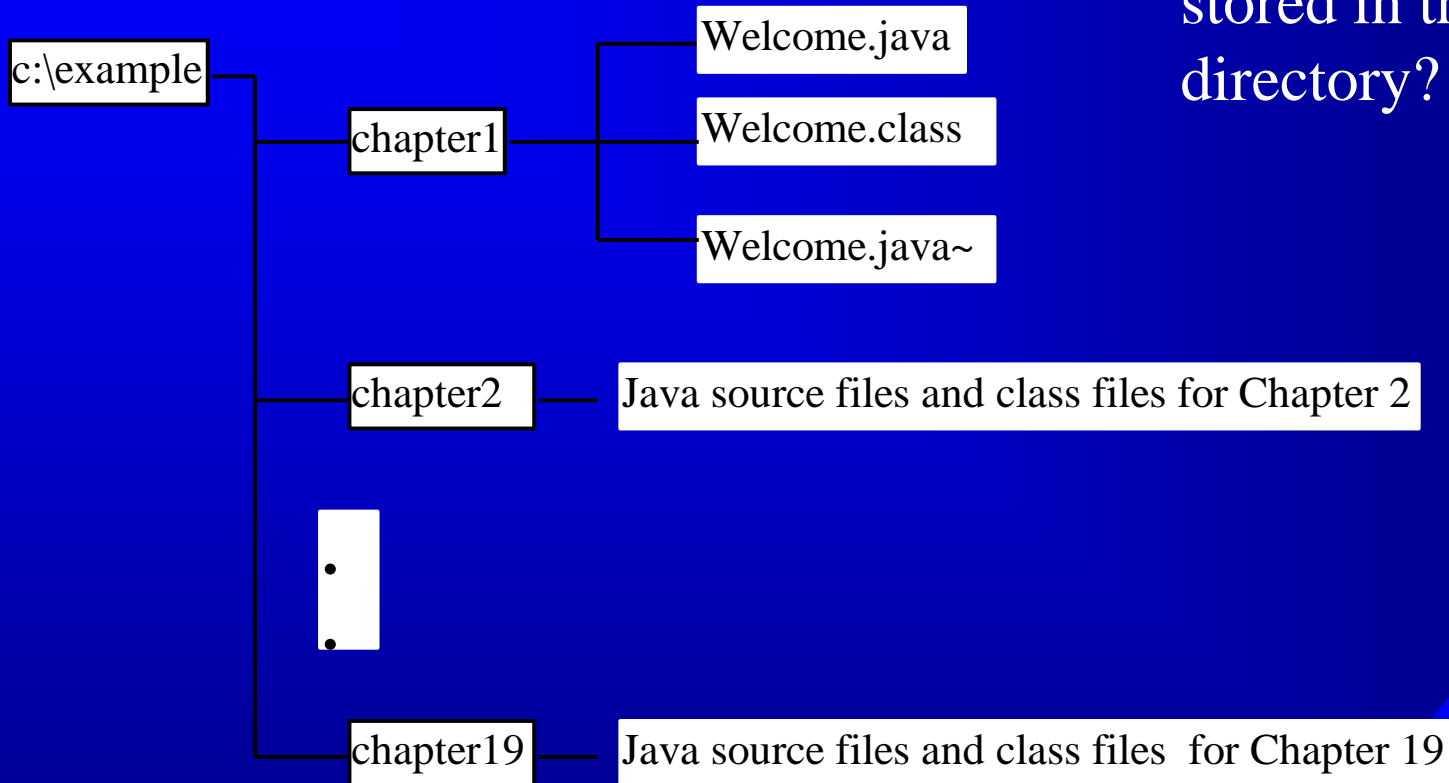 stored in
directory?
c:\example
Welcome.java
chapter1
Welcome.class
Welcome.java~
chapter2
Java source files and class files for Chapter 2
•
•
chapter19
Java source files and class files for Chapter 19